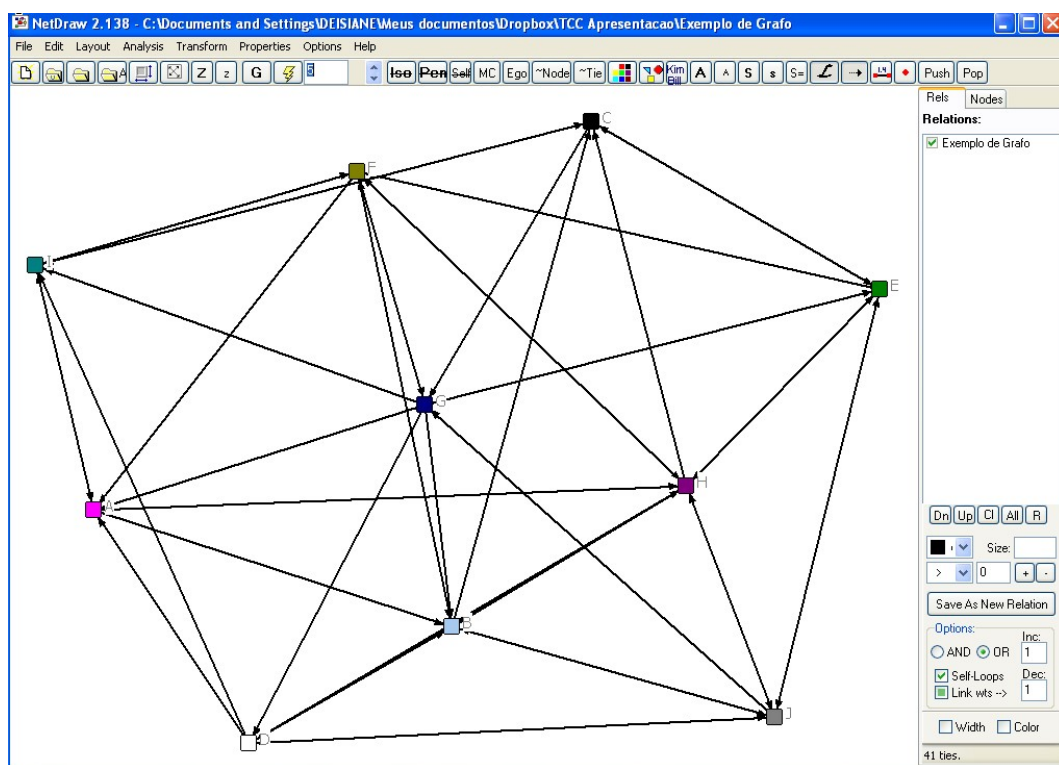 NetDraw 2.138 - C:\Documents and Settings\DEISIANE\Meus documentos\Dropbox\TCC Apresentacao\Exemplo de Grafo
File Edit Layout Analysis Transform Properties Options Help
A Z z G 5 Iso Pen Self MC Ego ~Node ~Tie Kim Bill A A S s S= L 1.4 Push Pop
Rels Nodes
Relations:
Exemplo de Grafo
C
F
I
E
G
H
A
B
D
J
Dn Up Cl All R
Size:
> 0 + -
Save As New Relation
Options:
Inc:
AND OR 1
Self-Loops Dec:
Link wts --> 1
Width Color
41 ties.